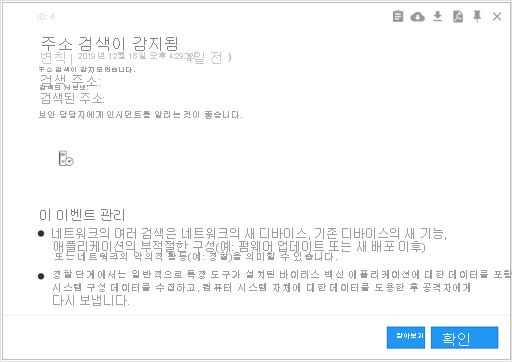 ID: 4
주소 검색이 감지됨
변칙 | 2019년 12월 18일 오후 4:29:30 일 전 )
주소 검색이 감지되었습니다.
검색 주소:
검색된 주소:
보안 담당자에게 인시던트를 알리는 것이 좋습니다.
이 이벤트 관리
● 네트워크의 여러 검색은 네트워크의 새 디바이스, 기존 디바이스의 새 기능,
애플리케이션의 부적절한 구성(예: 펌웨어 업데이트 또는 새 배포 이후)
또는 네트워크의 악의적 활동(예: 정찰)을 의미할 수 있습니다.
● 정찰 단계에서는 일반적으로 특정 도구가 설치된 바이러스 백신 애플리케이션에 대한 데이터를 포함
시스템 구성 데이터를 수집하고, 컴퓨터 시스템 자체에 대한 데이터를 도용한 후 공격자에게
다시 보냅니다.
알아보기
확인